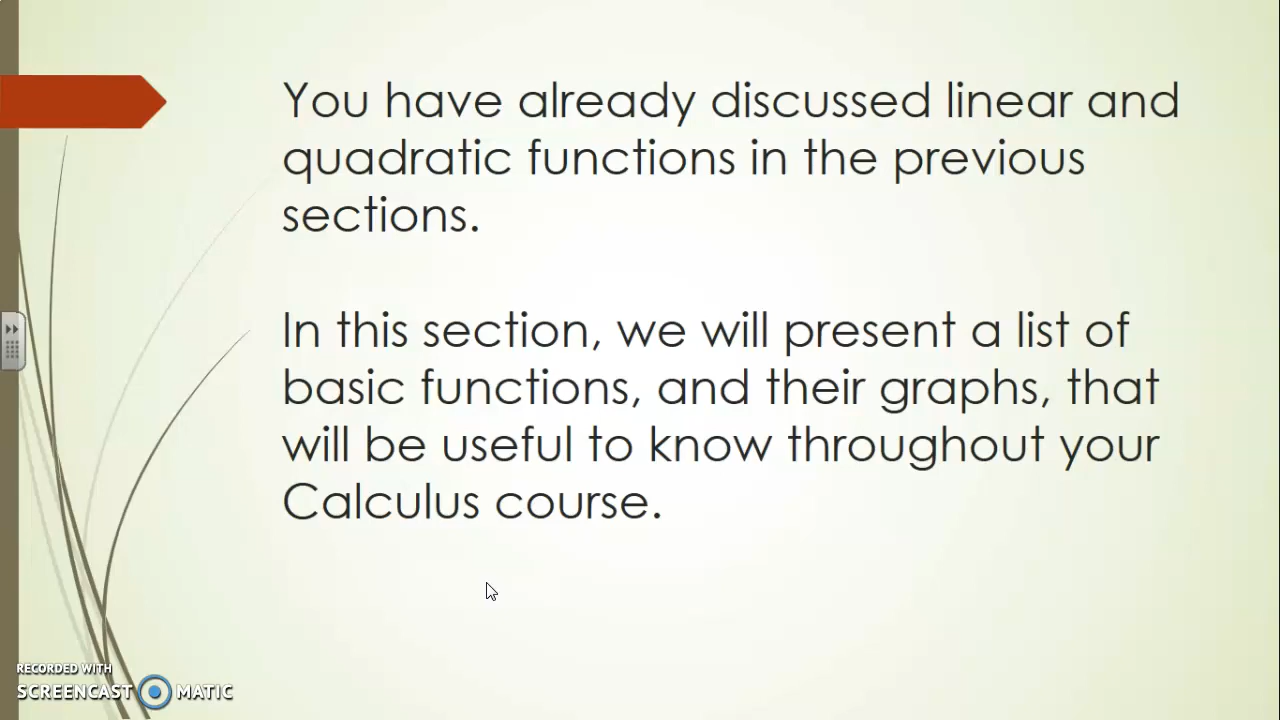 You have already discussed linear and
quadratic functions in the previous
sections.
In this section, we will present a list of
basic functions, and their graphs, that
will be useful to know throughout your
Calculus course.
RECORDED WITH
SCREENCAST MATIC